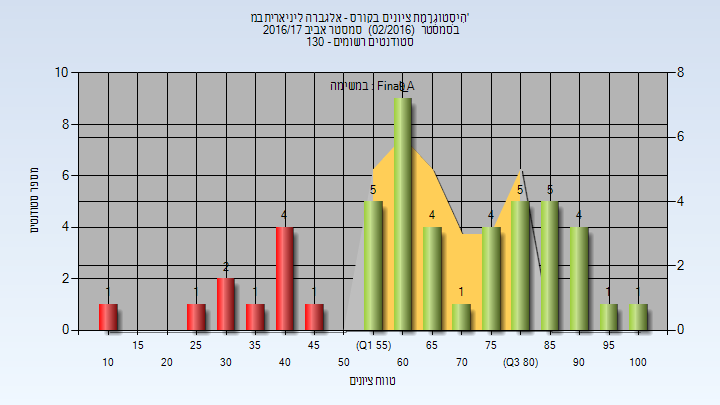 היסטוגרמת ציונים בקורס - אלגברה ליניארית במ'
בסמסטר (02/2016) סמסטר אביב 2016/17
סטודנטים רשומים - 130
במשימה : Final_A
מספר סטודנטים
10 8 6 4 2 0
8 6 4 2 0
1 1 2 1 4 1 5 9 4 1 4 5 5 4 1 1
15 25 35 45 (Q1 55) 65 75 85 95
10 20 30 40 50 60 70 (Q3 80) 90 100
טווח ציונים